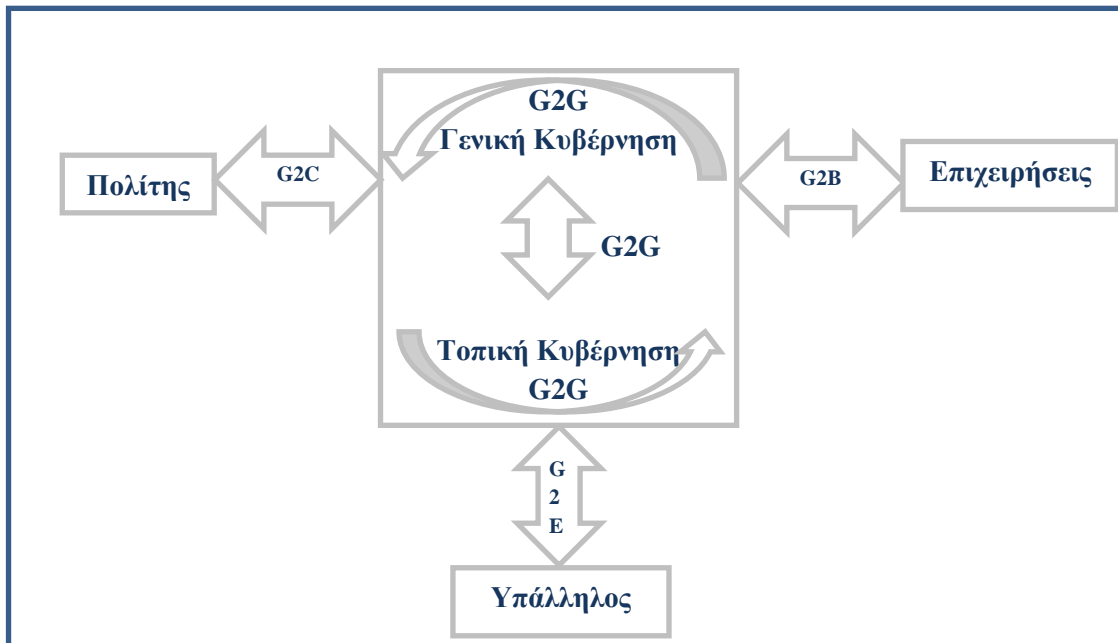 G2G
Γενική Κυβέρνηση
Πολίτης
G2C
G2B
Επιχειρήσεις
G2G
Τοπική Κυβέρνηση
G2G
G
2
E
Υπάλληλος